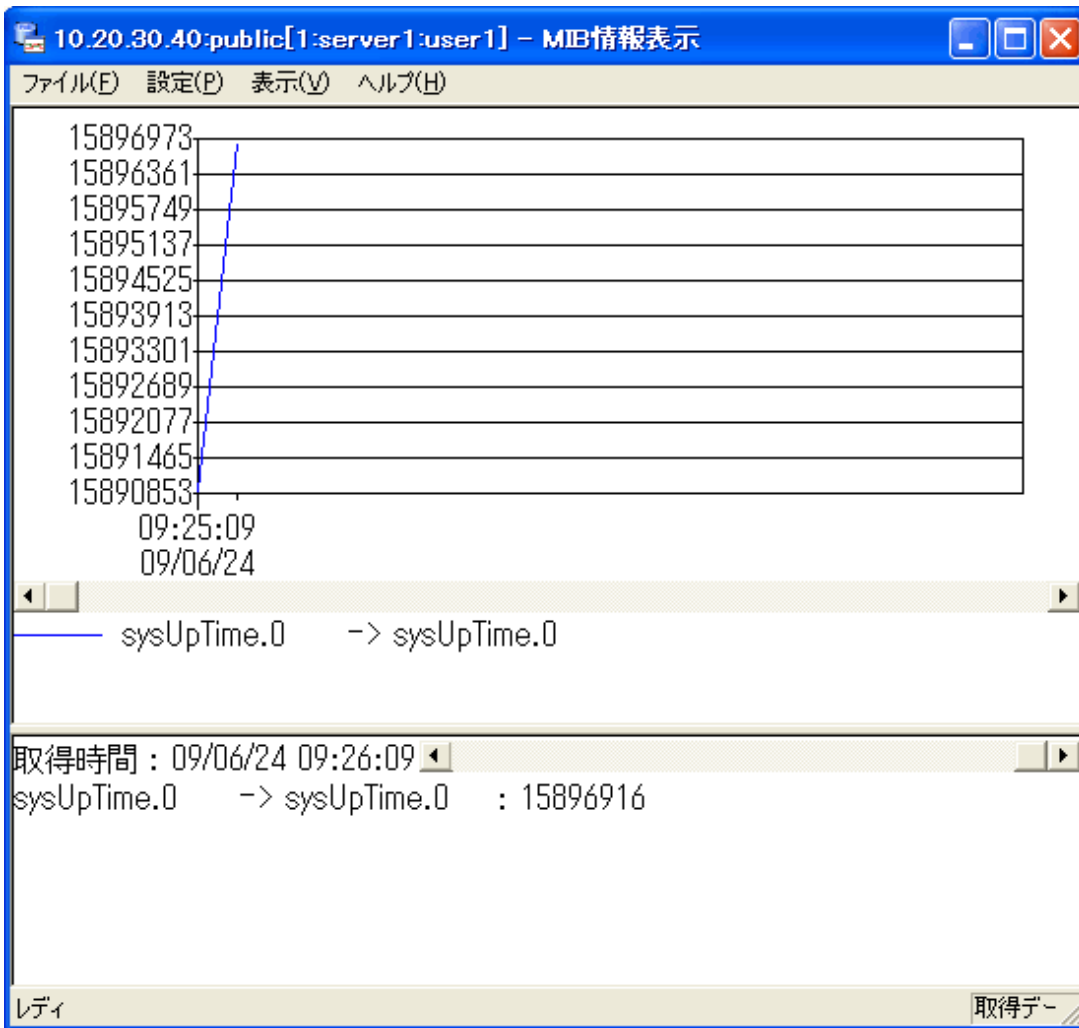 10.20.30.40:public[1:server1:user1] - MIB情報表示
ファイル(F) 設定(P) 表示(V) ヘルプ(H)
15896973
15896361
15895749
15895137
15894525
15893913
15893301
15892689
15892077
15891465
15890853
09:25:09
09/06/24
sysUpTime.0 -> sysUpTime.0
取得時間：09/06/24 09:26:09
sysUpTime.0 -> sysUpTime.0 : 15896916
レディ 取得デー